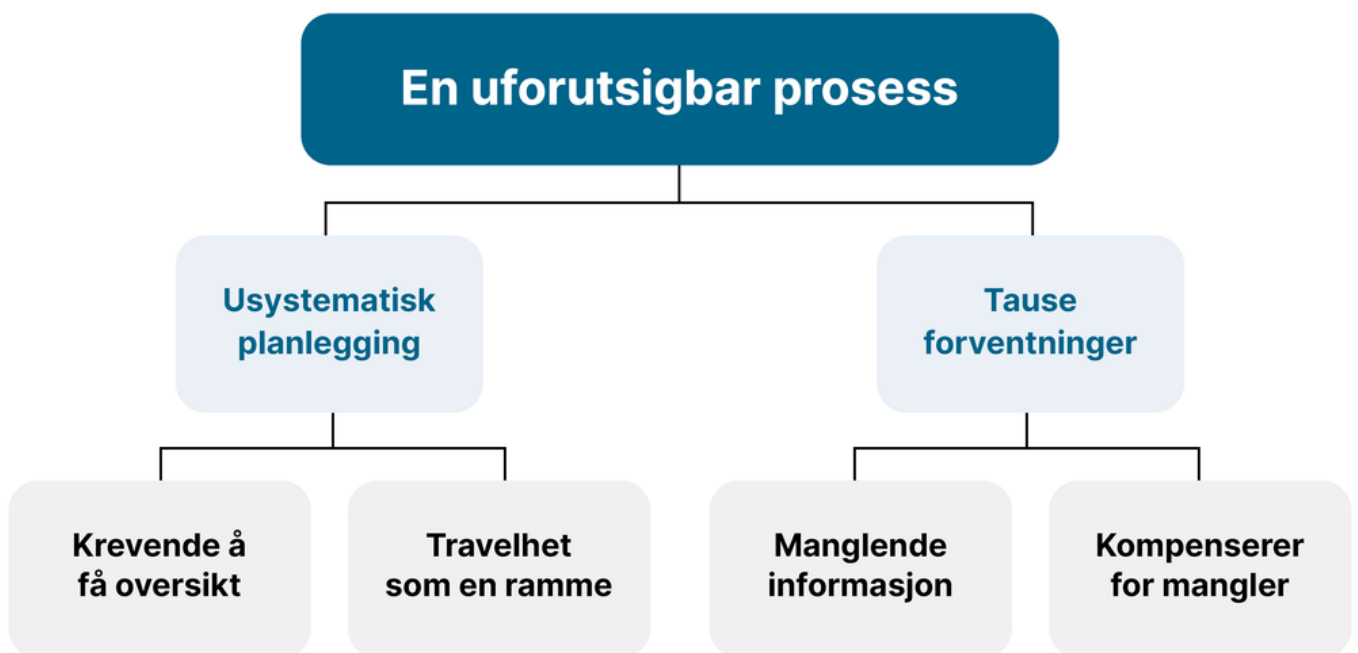 En uforutsigbar prosess
Usystematisk
planlegging
Tause
forventninger
Krevende å
få oversikt
Travelhet
som en ramme
Manglende
informasjon
Kompenserer
for mangler